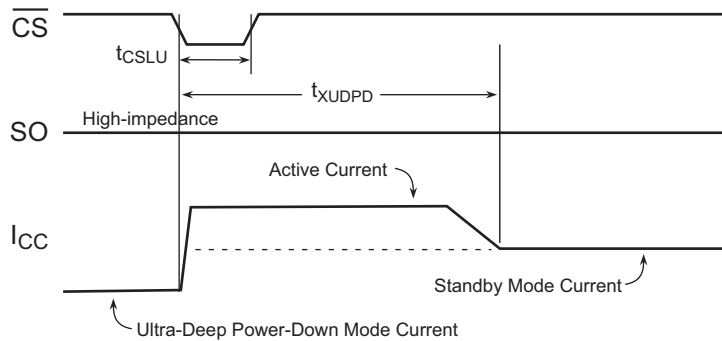 CS
tCSLU
tXUDPD
High-impedance
SO
Active Current
ICC
Standby Mode Current
Ultra-Deep Power-Down Mode Current